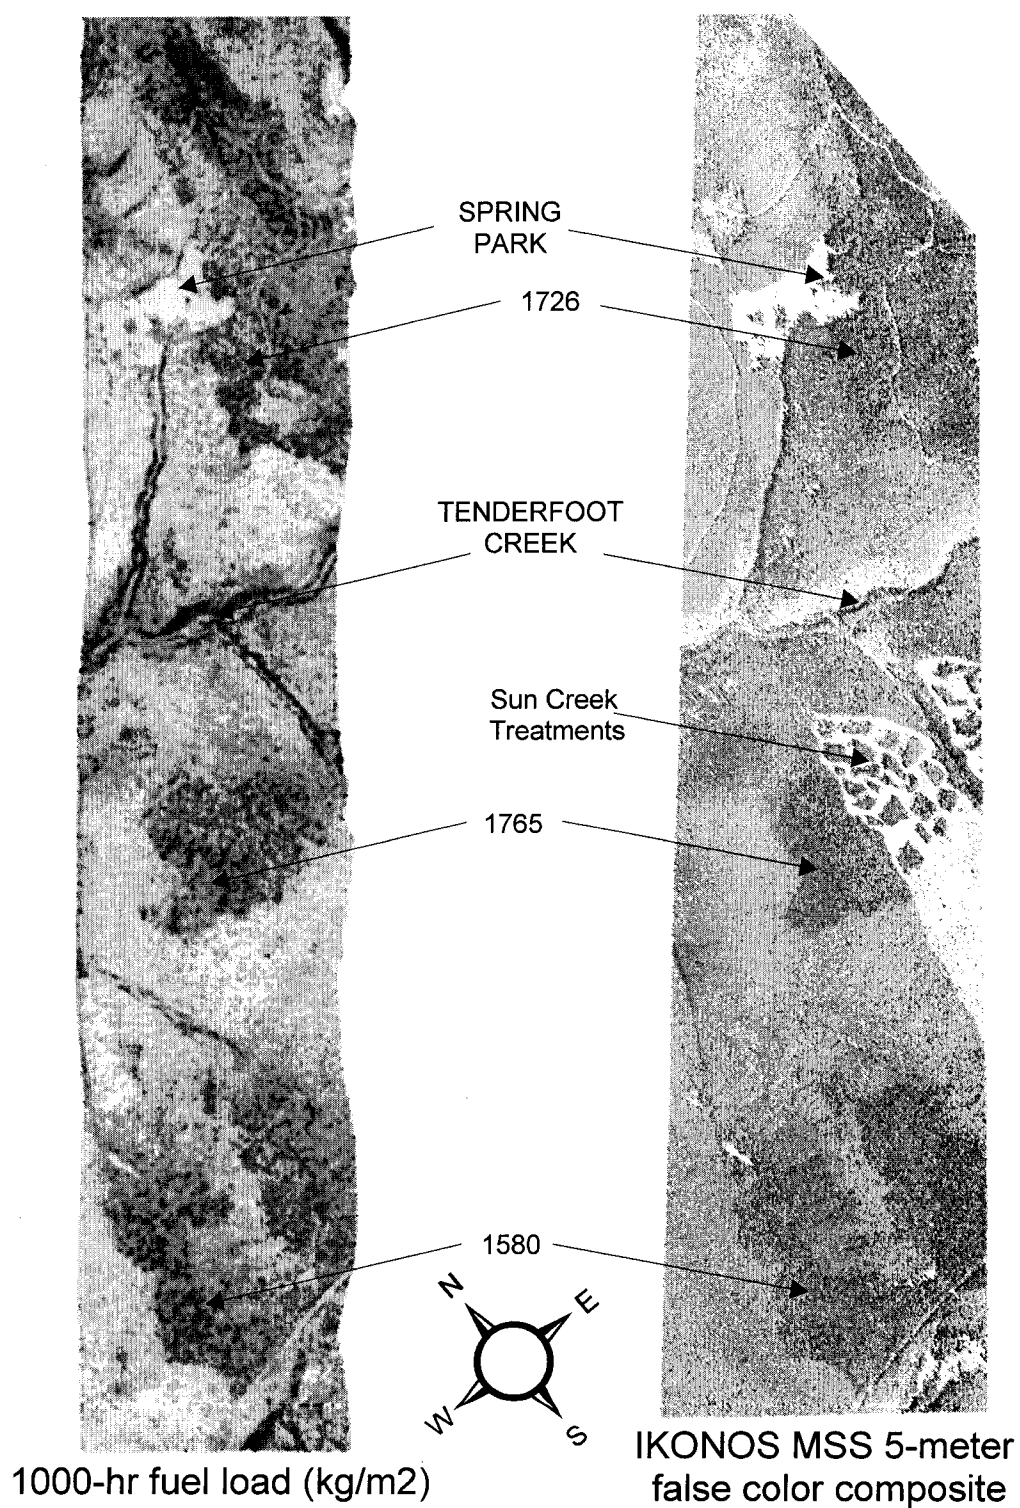 SPRING
PARK
1726
TENDERFOOT
CREEK
Sun Creek
Treatments
1765
1580
N
E
W
S
1000-hr fuel load (kg/m2)
IKONOS MSS 5-meter
false color composite